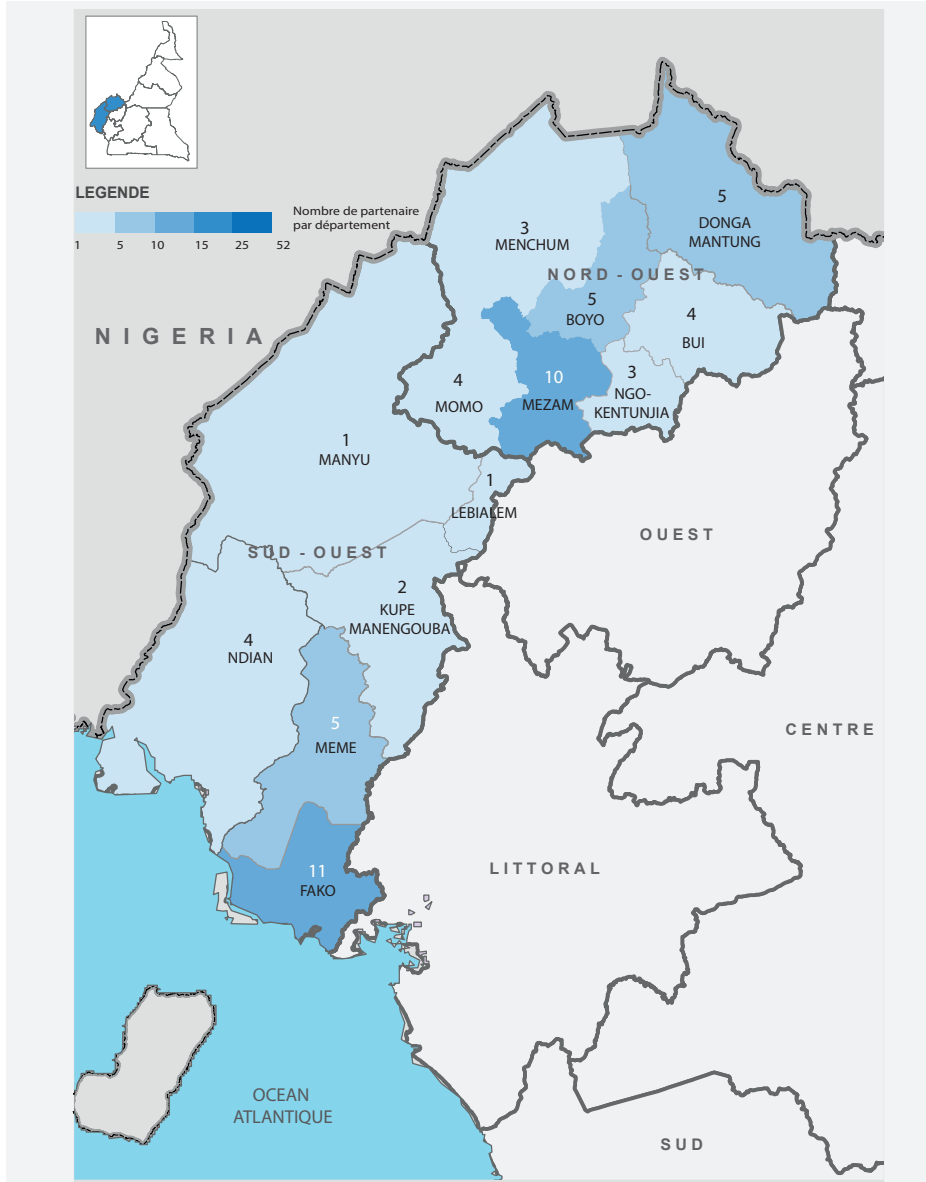 LEGENDE
Nombre de partenaire
par département
1 5 10 15 25 52
5
DONGA
MANTUNG
3
MENCHUM
NORD - OUEST
5
BOYO
4
BUI
NIGERIA
10
MEZAM
3
NGO-
KENTUNJIA
4
MOMO
1
MANYU
1
LEBIALEM
OUEST
SUD - OUEST
2
KUPE
MANENGOUBA
4
NDIAN
5
MEME
CENTRE
LITTORAL
11
FAKO
OCEAN
ATLANTIQUE
SUD